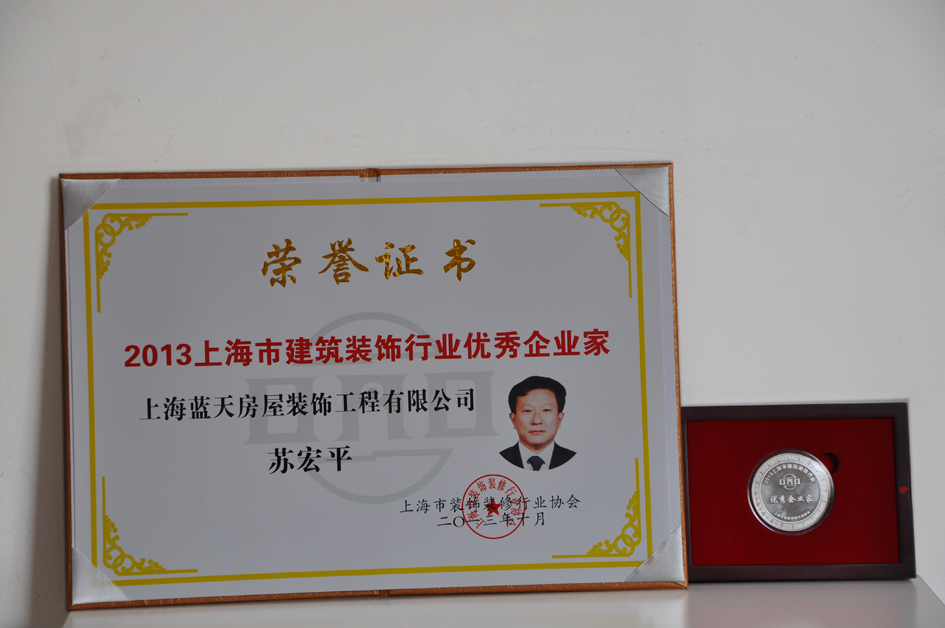 荣誉证书
2013上海市建筑装饰行业优秀企业家
上海蓝天房屋装饰工程有限公司
苏宏平
上海市装饰装修行业协会
二〇一三年十月
优秀企业家